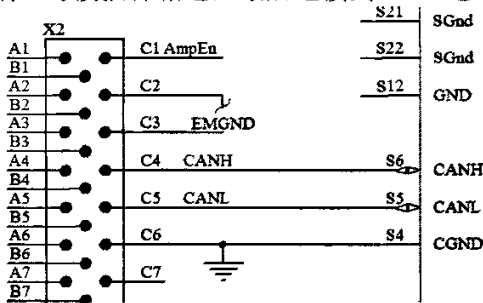 S21 SGnd
X2
A1 C1 AmpEn S22 SGnd
B1
A2 C2 S12 GND
B2
A3 C3 EMGND
B3
A4 C4 CANH S6 CANH
B4
A5 C5 CANL S5 CANL
B5
A6 C6 S4 CGND
B6
A7 C7
B7